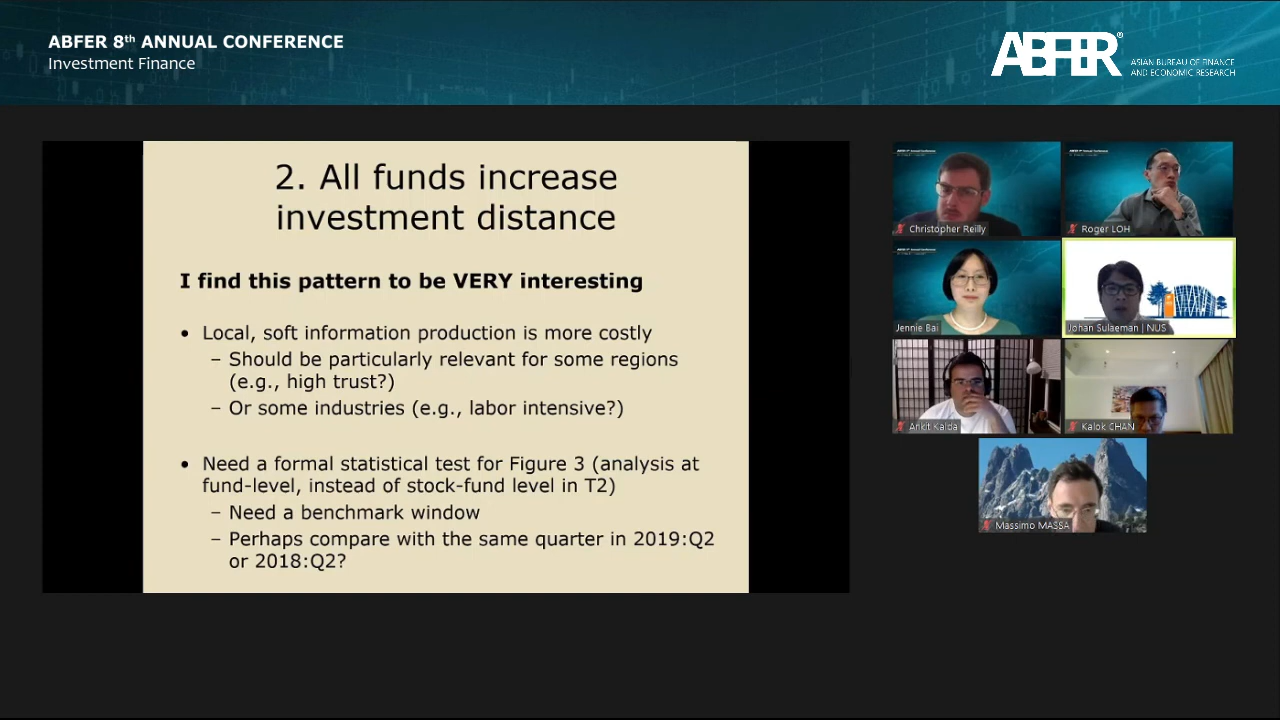 ABFER 8th ANNUAL CONFERENCE
Investment Finance
ABFER®
ASIAN BUREAU OF FINANCE
AND ECONOMIC RESEARCH
2. All funds increase
investment distance
I find this pattern to be VERY interesting
• Local, soft information production is more costly
– Should be particularly relevant for some regions
(e.g., high trust?)
– Or some industries (e.g., labor intensive?)
• Need a formal statistical test for Figure 3 (analysis at
fund-level, instead of stock-fund level in T2)
– Need a benchmark window
– Perhaps compare with the same quarter in 2019:Q2
or 2018:Q2?
Christopher Reilly
Roger LOH
Jennie Bai
Johan Sulaeman | NUS
Ankit Kalda
Kalok CHAN
Massimo MASSA